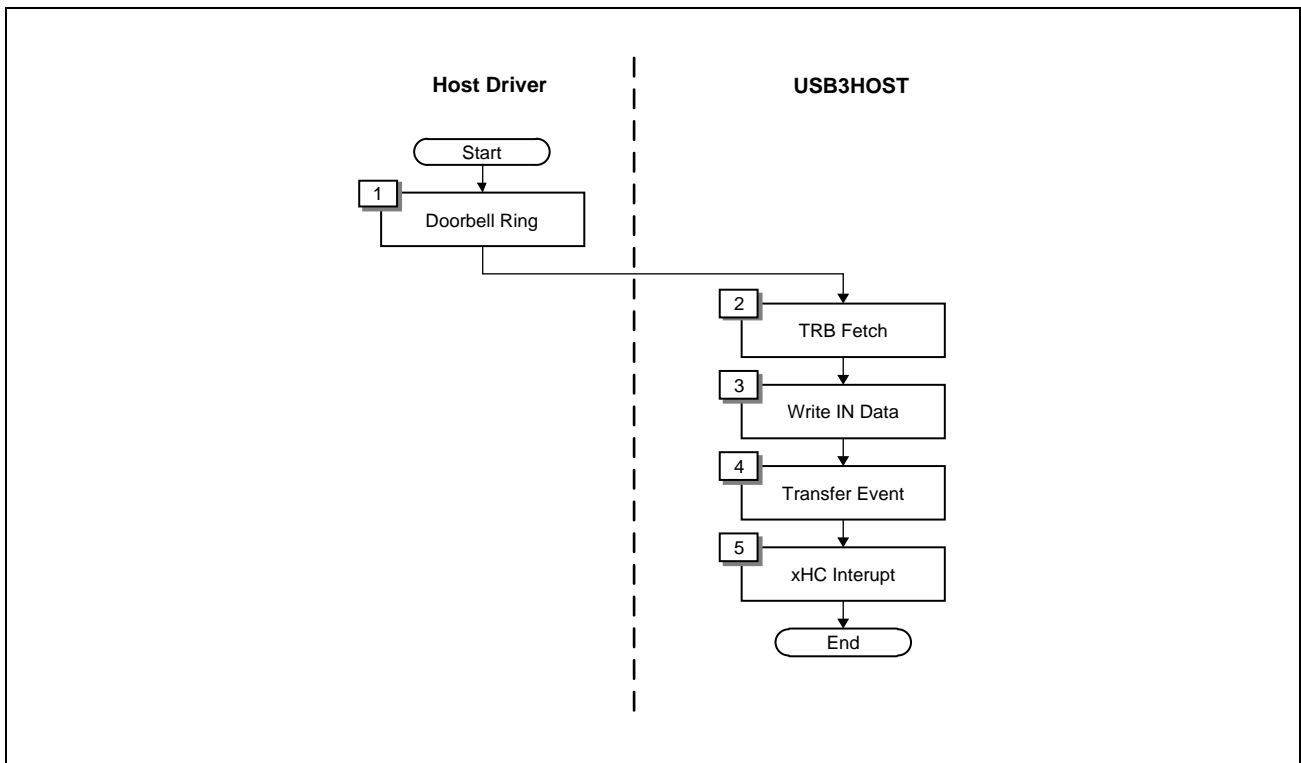 Host Driver
USB3HOST
Start
1
Doorbell Ring
2
TRB Fetch
3
Write IN Data
4
Transfer Event
5
xHC Interupt
End